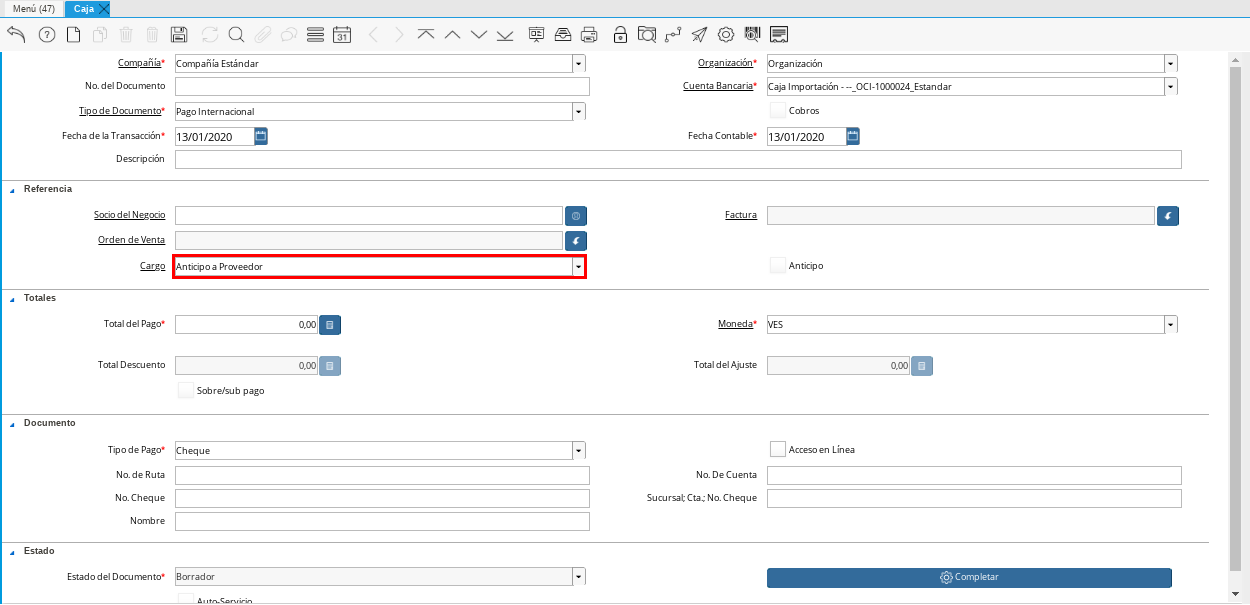 Menú (47) Caja
31
Compañía* Compañía Estándar Organización* Organización
No. del Documento Cuenta Bancaria* Caja Importación - --_OCI-1000024_Estandar
Tipo de Documento* Pago Internacional Cobros
Fecha de la Transacción* 13/01/2020 Fecha Contable* 13/01/2020
Descripción
Referencia
Socio del Negocio Factura
Orden de Venta
Cargo Anticipo a Proveedor Anticipo
Totales
Total del Pago* 0,00 Moneda* VES
Total Descuento 0,00 Total del Ajuste 0,00
Sobre/sub pago
Documento
Tipo de Pago* Cheque Acceso en Línea
No. de Ruta No. De Cuenta
No. Cheque Sucursal; Cta.; No. Cheque
Nombre
Estado
Estado del Documento* Borrador Completar
Auto-Servicio